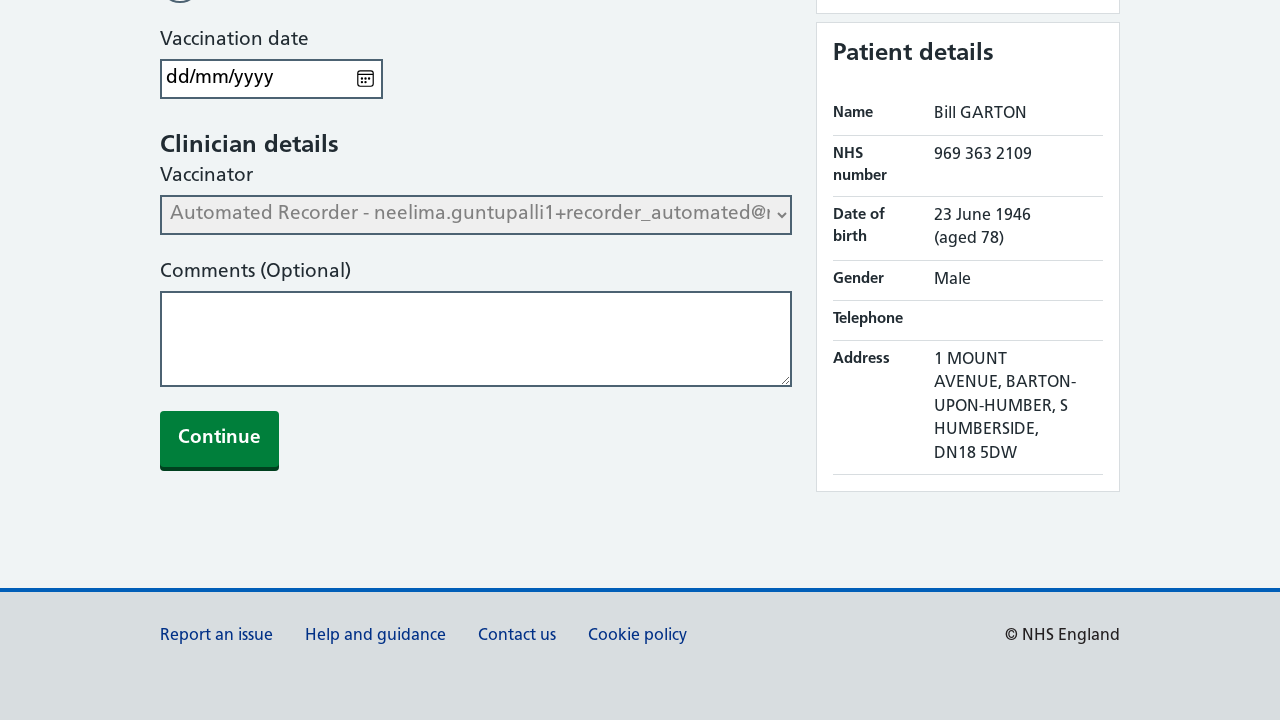 Vaccination date
dd/mm/yyyy
Clinician details
Vaccinator
Automated Recorder - neelima.guntupalli1+recorder_automated@
Comments (Optional)
Continue
Patient details
Name Bill GARTON
NHS number 969 363 2109
Date of birth 23 June 1946
(aged 78)
Gender Male
Telephone
Address 1 MOUNT
AVENUE, BARTON-
UPON-HUMBER, S
HUMBERSIDE,
DN18 5DW
Report an issue Help and guidance Contact us Cookie policy © NHS England